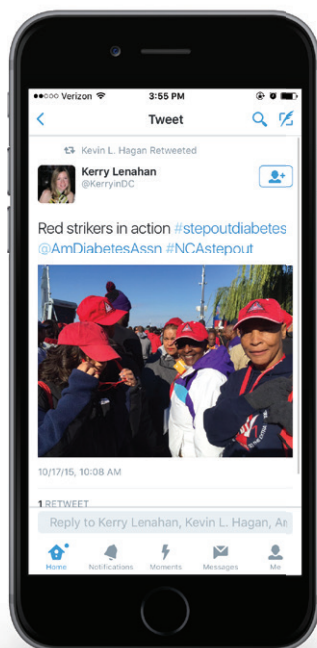 Verizon 3:55 PM
Tweet
Kevin L. Hagan Retweeted
Kerry Lenahan
@KerryinDC
Red strikers in action #stepoutdiabetes
@AmDiabetesAssn #NCAstepout
10/17/15, 10:08 AM
1 RETWEET
Reply to Kerry Lenahan, Kevin L. Hagan, Am
Home Notifications Moments Messages Me